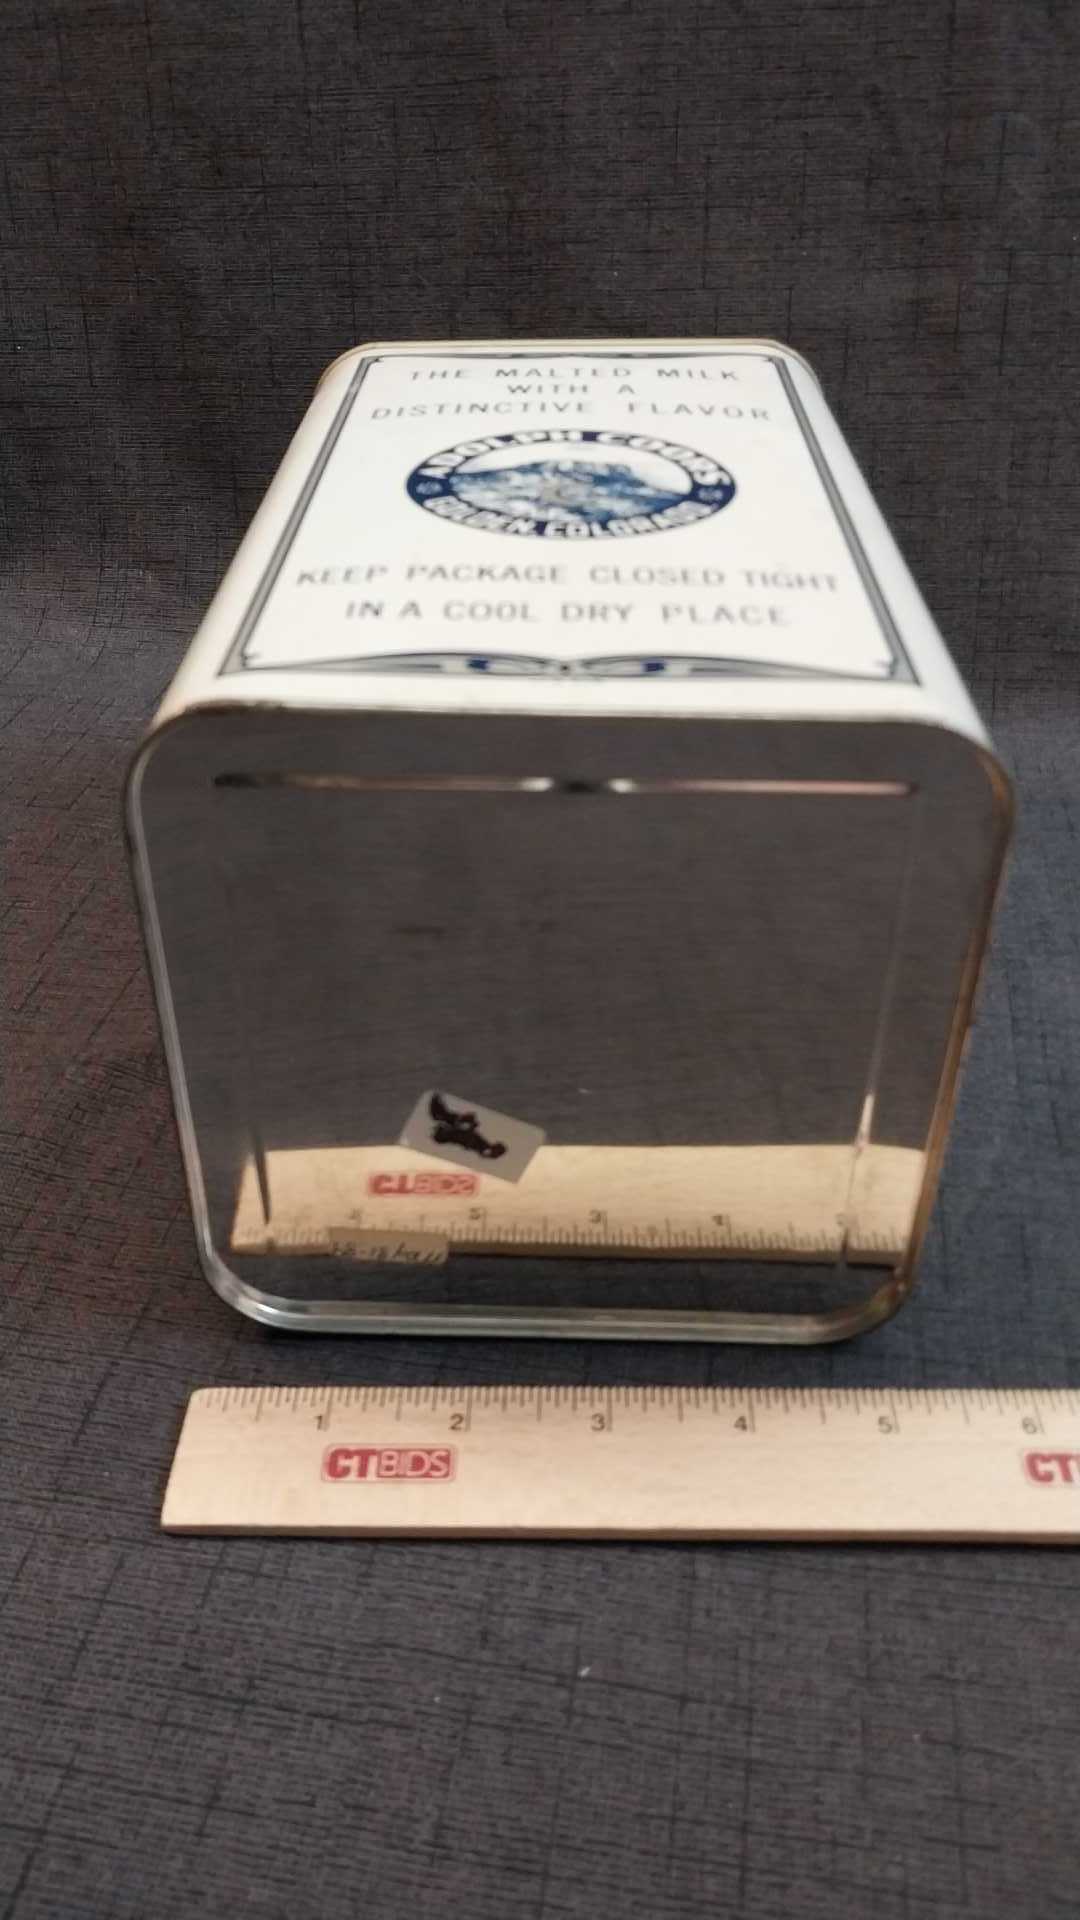 THE MALTED MILK
WITH A
DISTINCTIVE FLAVOR
ADOLPH COORS
GOLDEN, COLORADO
KEEP PACKAGE CLOSED TIGHT
IN A COOL DRY PLACE
CTBIDS
1 2 3 4 5 6
CTBIDS
CT